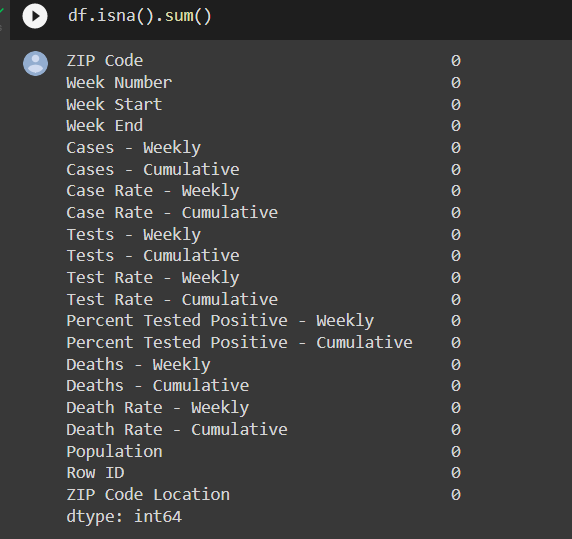 df.isna().sum()
ZIP Code 0
Week Number 0
Week Start 0
Week End 0
Cases - Weekly 0
Cases - Cumulative 0
Case Rate - Weekly 0
Case Rate - Cumulative 0
Tests - Weekly 0
Tests - Cumulative 0
Test Rate - Weekly 0
Test Rate - Cumulative 0
Percent Tested Positive - Weekly 0
Percent Tested Positive - Cumulative 0
Deaths - Weekly 0
Deaths - Cumulative 0
Death Rate - Weekly 0
Death Rate - Cumulative 0
Population 0
Row ID 0
ZIP Code Location 0
dtype: int64